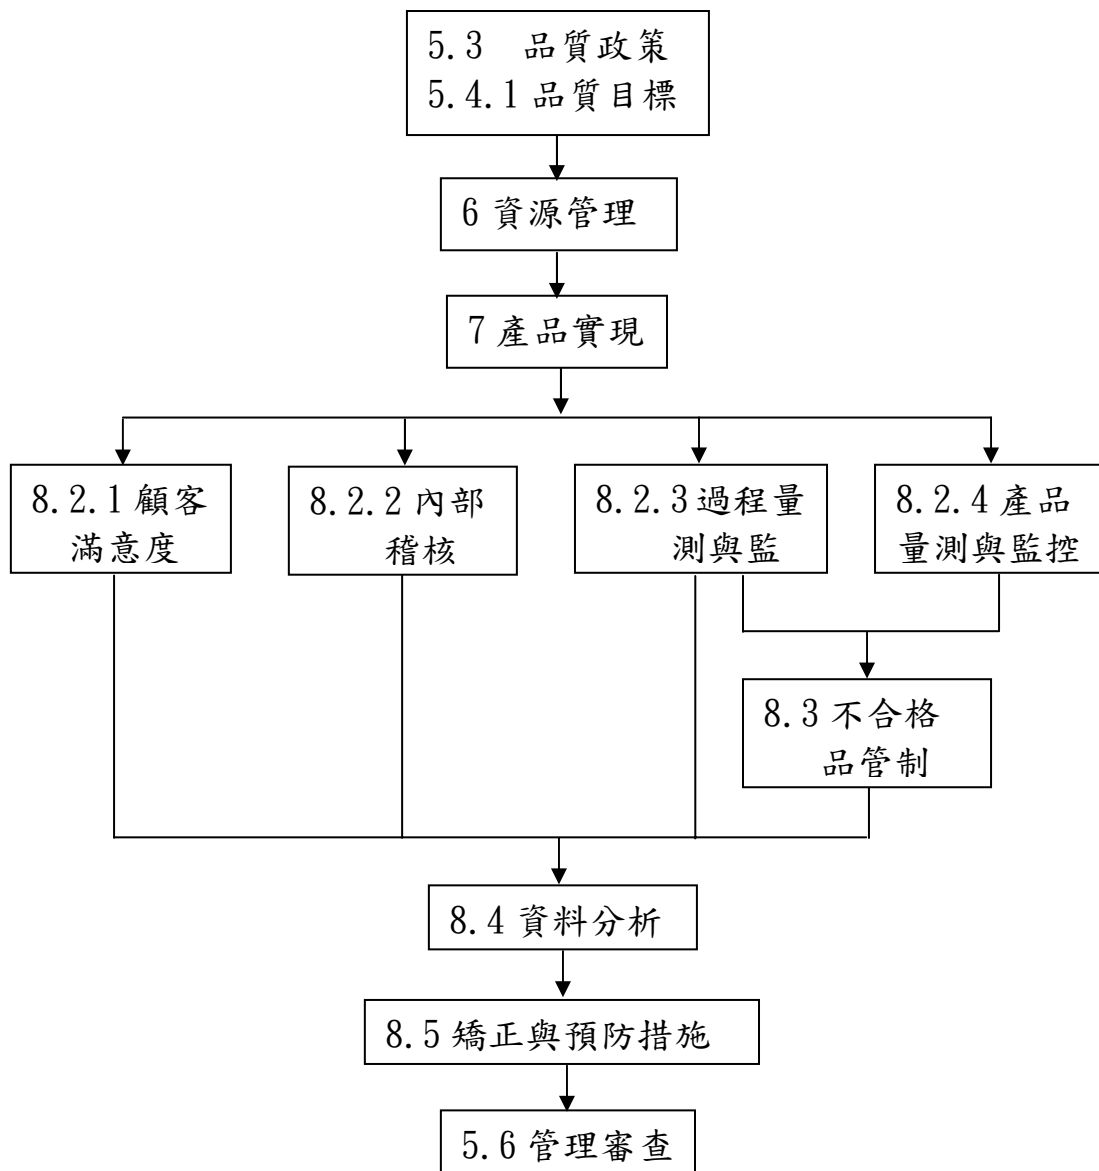 5.3 品質政策
5.4.1 品質目標
6 資源管理
7 產品實現
8.2.1 顧客
滿意度
8.2.2 內部
稽核
8.2.3 過程量
測與監
8.2.4 產品
量測與監控
8.3 不合格
品管制
8.4 資料分析
8.5 矯正與預防措施
5.6 管理審查